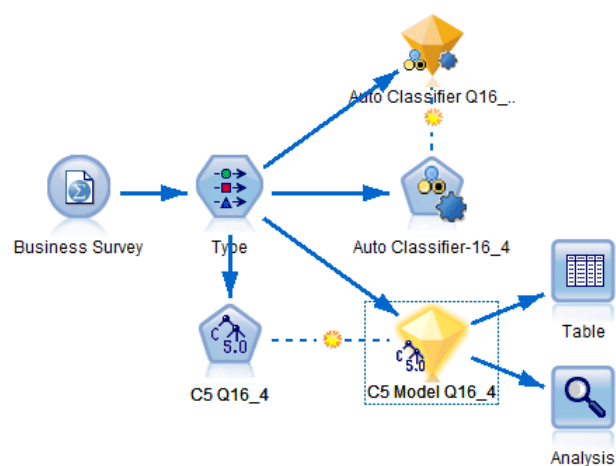 Auto Classifier Q16_..
Business Survey
Type
Auto Classifier-16_4
Table
C 5.0
C5 Q16_4
C 5.0
C5 Model Q16_4
Analysis